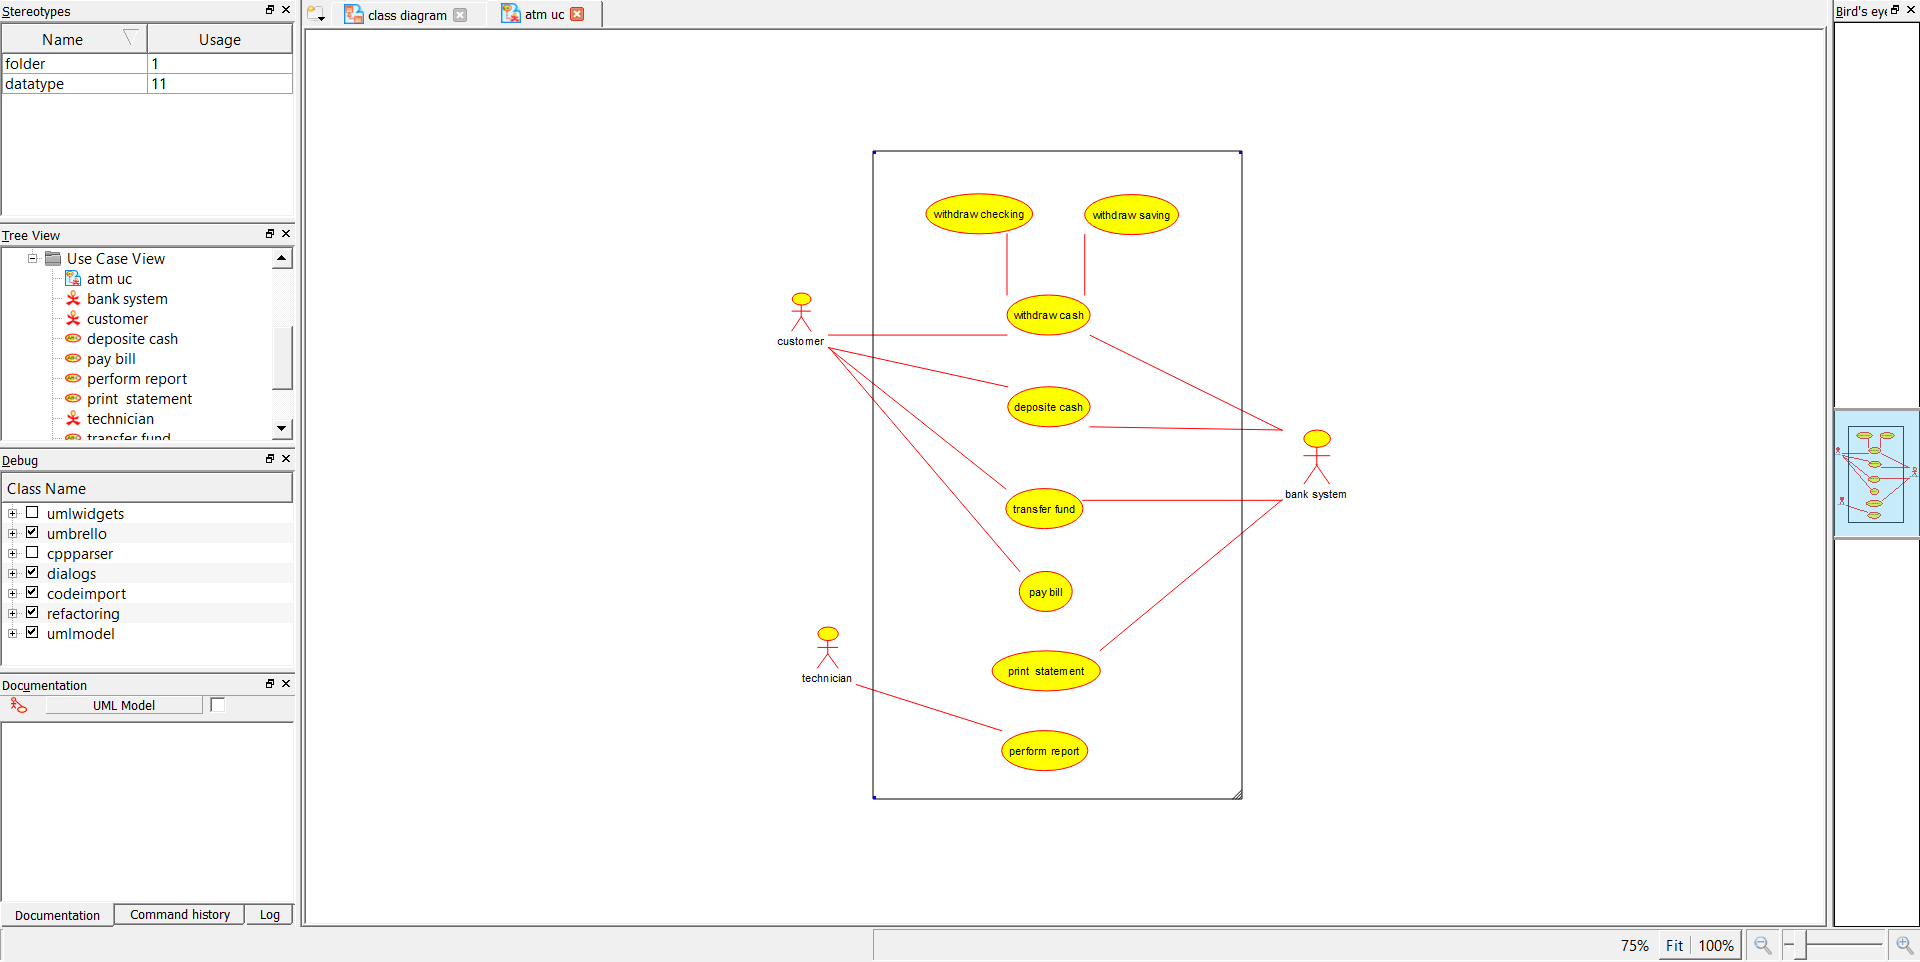 Stereotypes
Name Usage
folder 1
datatype 11
Tree View
Use Case View
atm uc
bank system
customer
deposite cash
pay bill
perform report
print  statement
technician
transfer fund
Debug
Class Name
umlwidgets
umbrello
cppparser
dialogs
codeimport
refactoring
umlmodel
Documentation
UML Model
Documentation Command history Log
class diagram atm uc
withdraw checking withdraw saving
withdraw cash
customer
deposite cash
bank system
transfer fund
pay bill
print  statement
technician
perform report
Bird's eye
75% Fit 100%